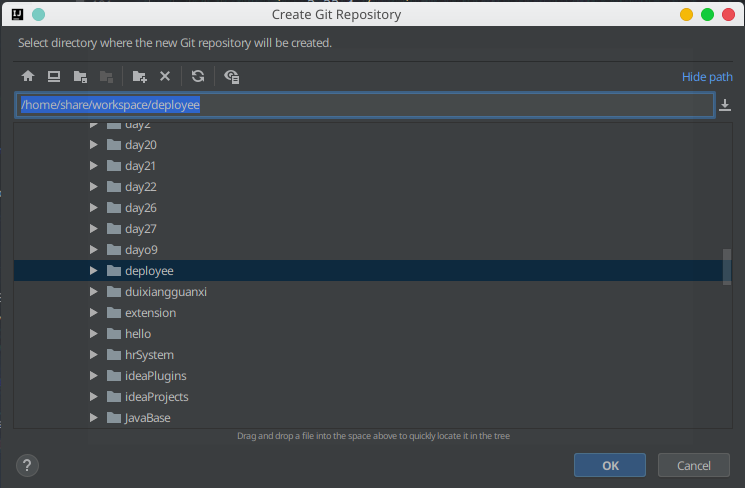 IJ
Create Git Repository
Select directory where the new Git repository will be created.
Hide path
/home/share/workspace/deployee
day2
day20
day21
day22
day26
day27
dayo9
deployee
duixiangguanxi
extension
hello
hrSystem
ideaPlugins
ideaProjects
JavaBase
Drag and drop a file into the space above to quickly locate it in the tree
?
OK
Cancel